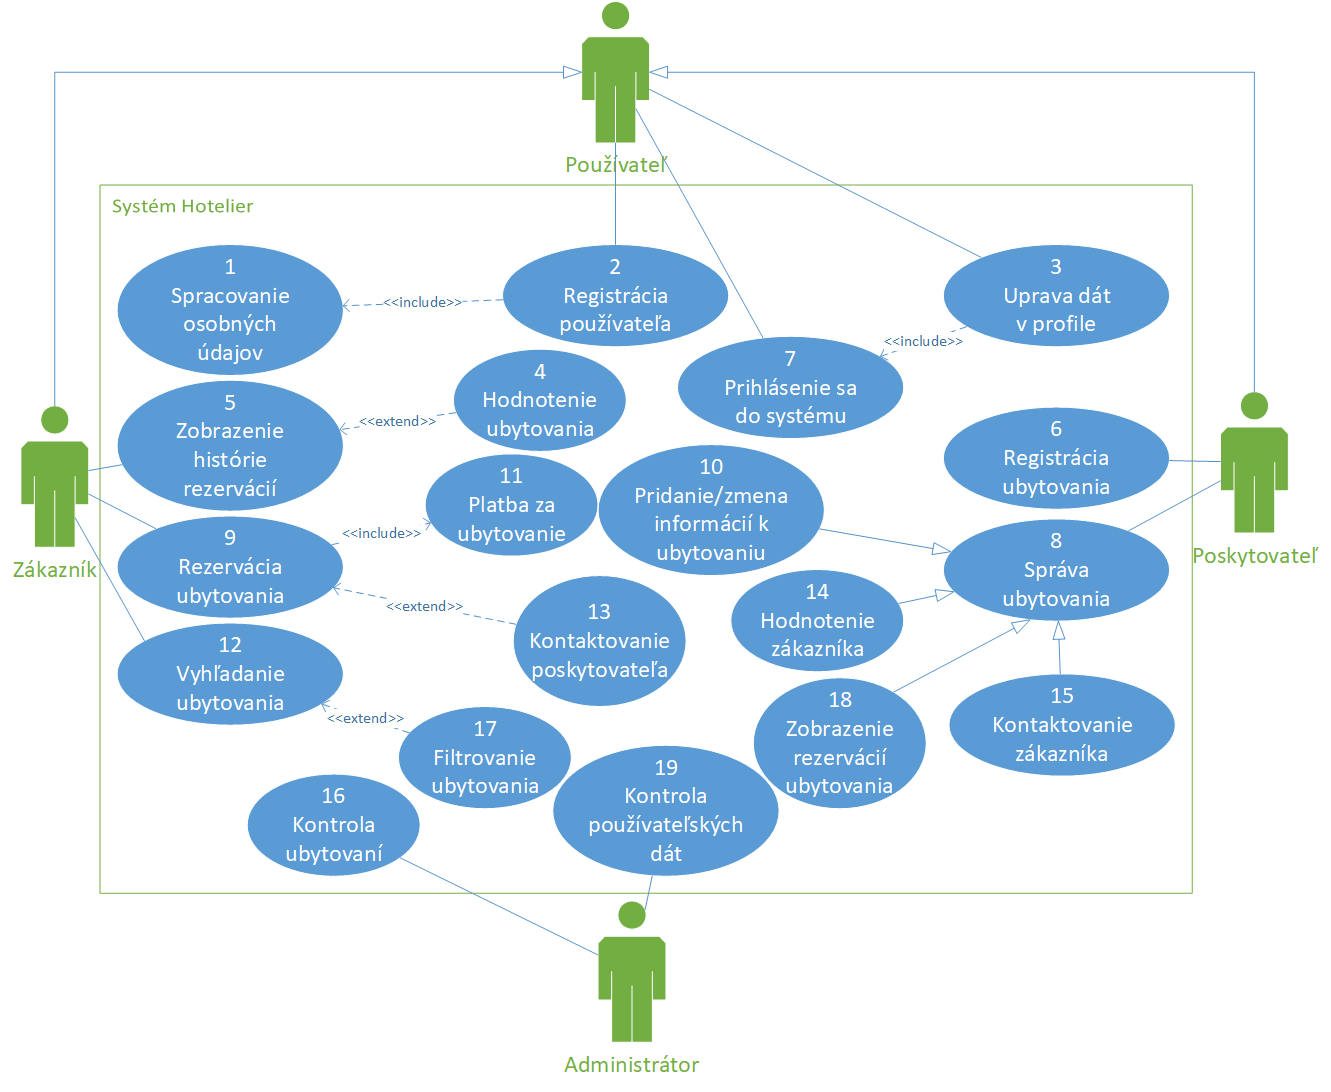 Používateľ
Systém Hotelier
1
Spracovanie
osobných
údajov
<<include>>
2
Registrácia
používateľa
3
Uprava dát
v profile
<<include>>
7
Prihlásenie sa
do systému
4
Hodnotenie
ubytovania
<<extend>>
5
Zobrazenie
histórie
rezervácií
6
Registrácia
ubytovania
11
Platba za
ubytovanie
10
Pridanie/zmena
informácií k
ubytovaniu
<<include>>
9
Rezervácia
ubytovania
8
Správa
ubytovania
Zákazník
Poskytovateľ
<<extend>>
13
Kontaktovanie
poskytovateľa
14
Hodnotenie
zákazníka
12
Vyhľadanie
ubytovania
<<extend>>
17
Filtrovanie
ubytovania
18
Zobrazenie
rezervácií
ubytovania
15
Kontaktovanie
zákazníka
16
Kontrola
ubytovaní
19
Kontrola
používateľských
dát
Administrátor